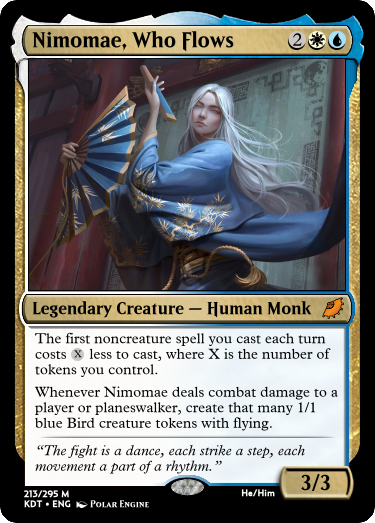 Nimomae, Who Flows 2
Legendary Creature — Human Monk
The first noncreature spell you cast each turn
costs X less to cast, where X is the number of
tokens you control.
Whenever Nimomae deals combat damage to a
player or planeswalker, create that many 1/1
blue Bird creature tokens with flying.
“The fight is a dance, each strike a step, each
movement a part of a rhythm.”
3/3
213/295 M
He/Him
KDT • ENG Polar Engine